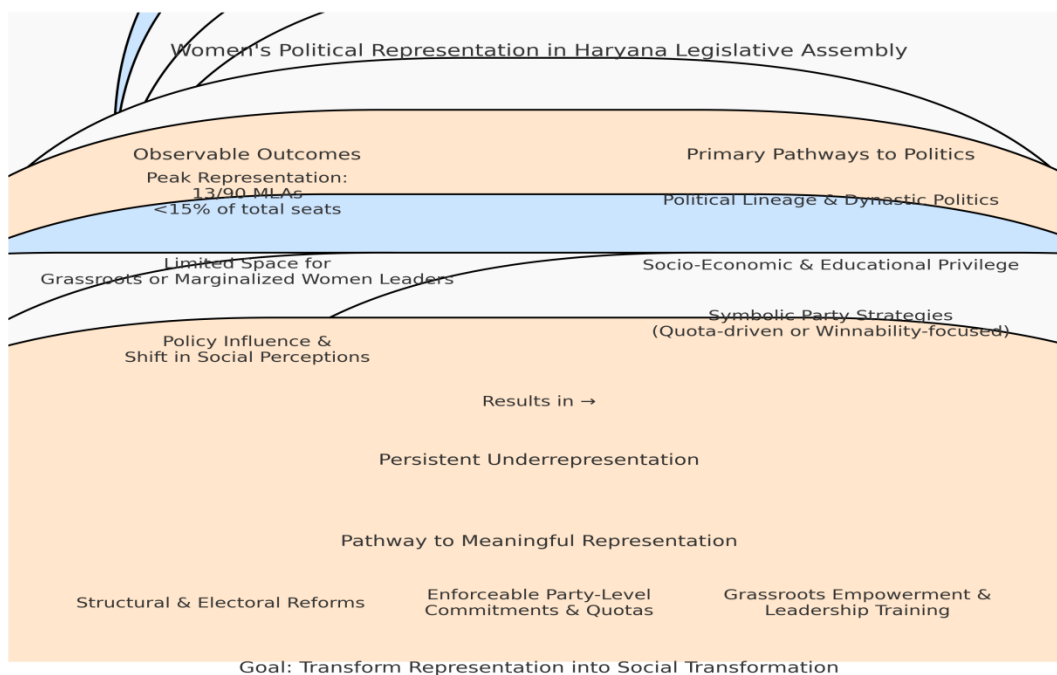 Women's Political Representation in Haryana Legislative Assembly
Observable Outcomes
Peak Representation:
13/90 MLAs
<15% of total seats
Limited Space for
Grassroots or Marginalized Women Leaders
Policy Influence &
Shift in Social Perceptions
Primary Pathways to Politics
Political Lineage & Dynastic Politics
Socio-Economic & Educational Privilege
Symbolic Party Strategies
(Quota-driven or Winnability-focused)
Results in →
Persistent Underrepresentation
Pathway to Meaningful Representation
Structural & Electoral Reforms
Enforceable Party-Level
Commitments & Quotas
Grassroots Empowerment &
Leadership Training
Goal: Transform Representation into Social Transformation